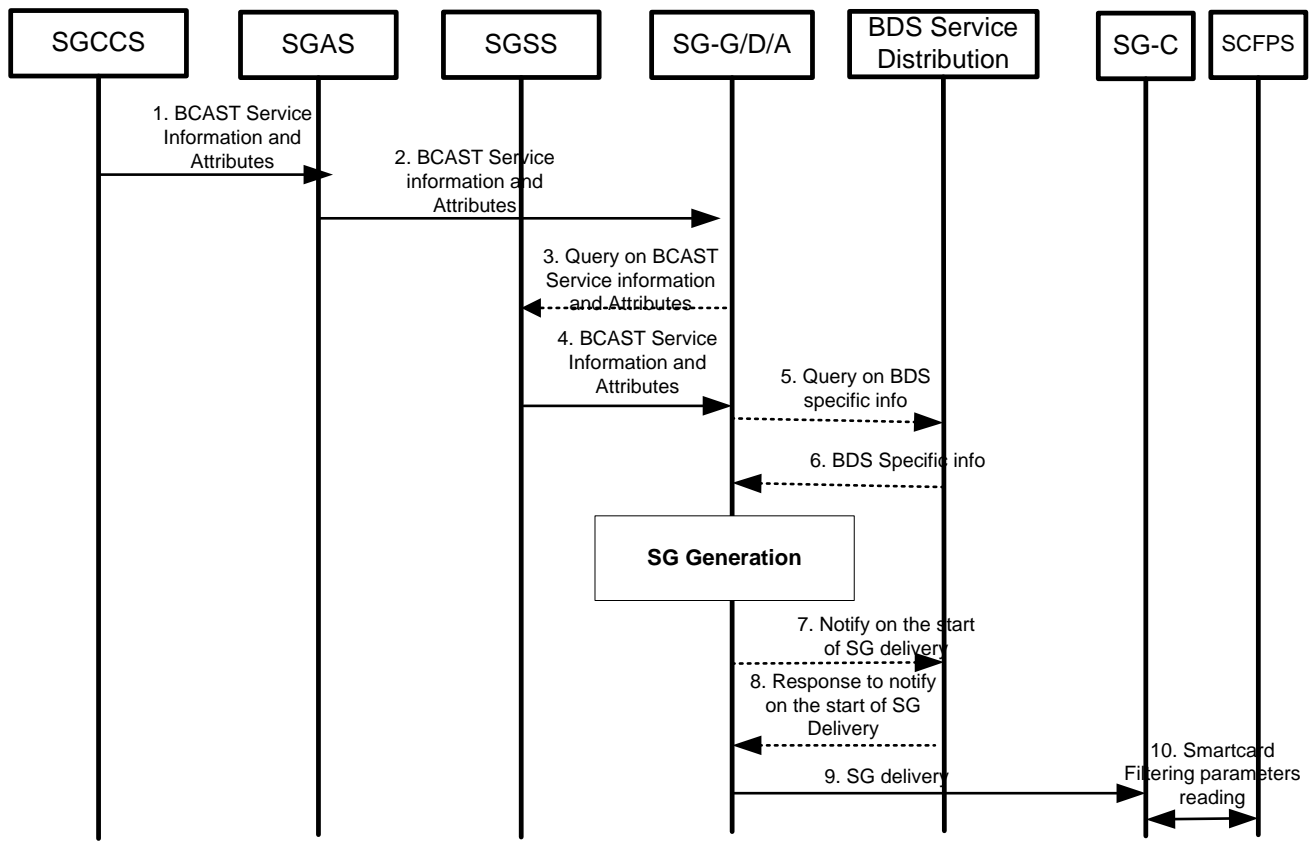 SGCCS
SGAS
SGSS
SG-G/D/A
BDS Service
Distribution
SG-C
SCFPS
1. BCAST Service
Information and
Attributes
2. BCAST Service
information and
Attributes
3. Query on BCAST
Service information
and Attributes
4. BCAST Service
Information and
Attributes
5. Query on BDS
specific info
6. BDS Specific info
SG Generation
7. Notify on the start
of SG delivery
8. Response to notify
on the start of SG
Delivery
9. SG delivery
10. Smartcard
Filtering parameters
reading